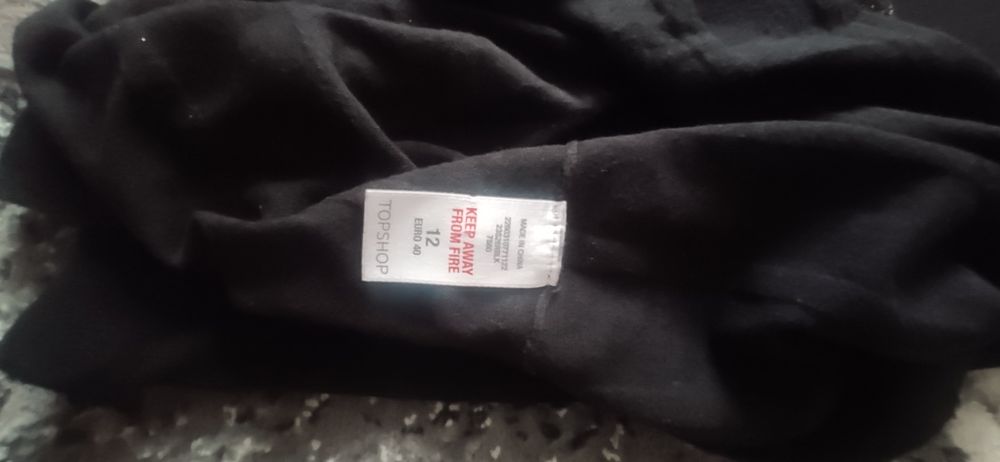 MADE IN CHINA
KEEP AWAY
FROM FIRE
12
EURO 40
TOPSHOP